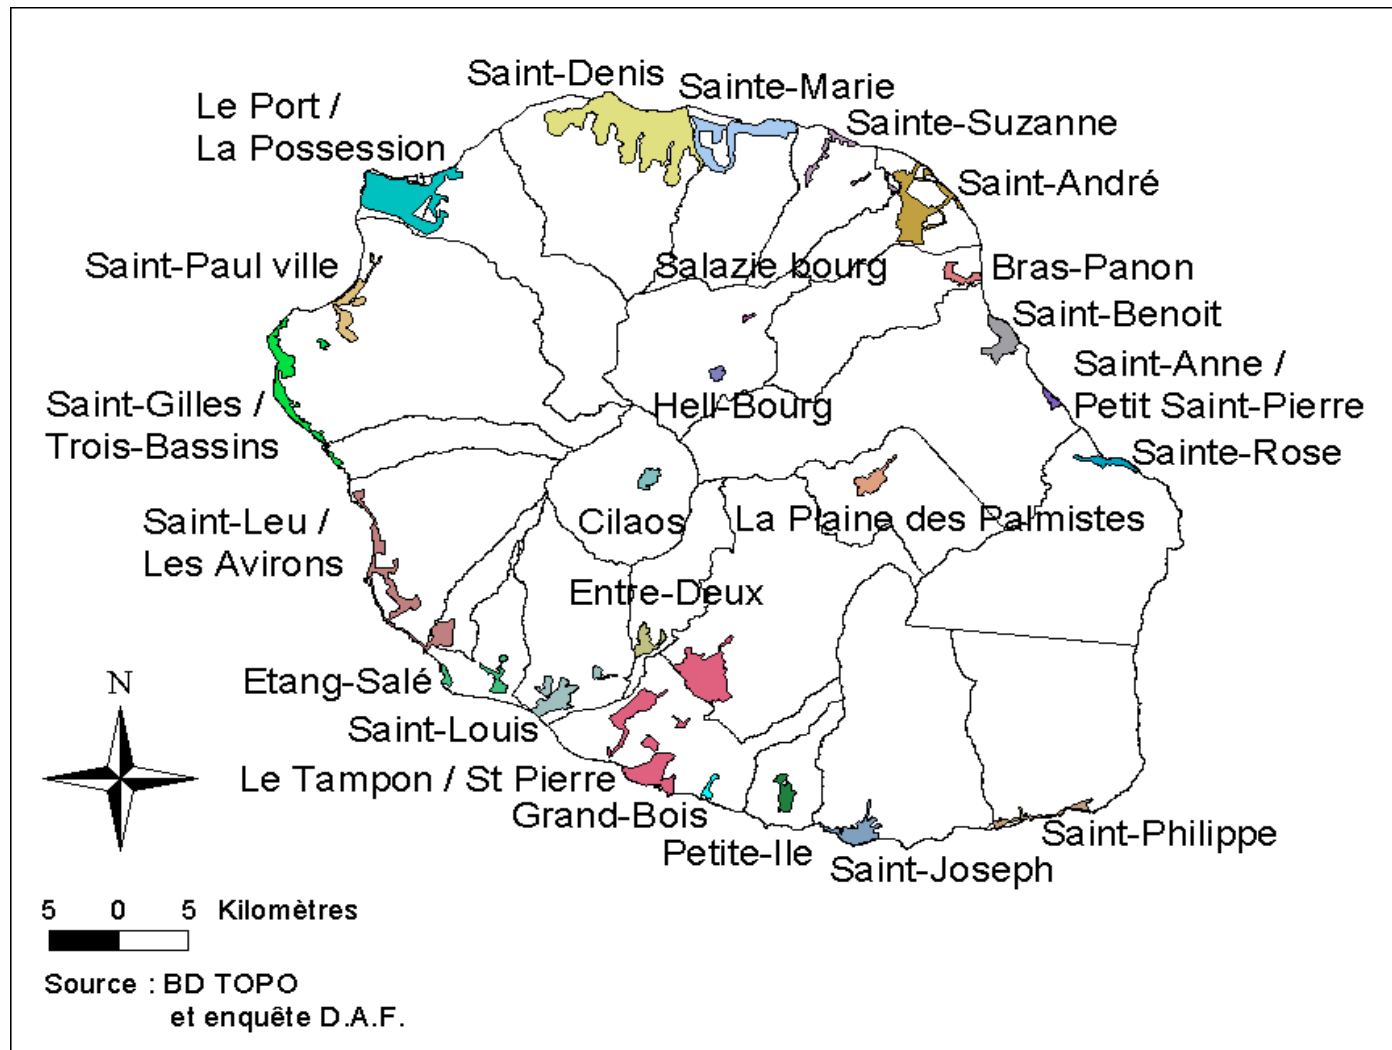 Saint-Denis
Sainte-Marie
Le Port /
La Possession
Sainte-Suzanne
Saint-André
Saint-Paul ville
Salazie bourg
Bras-Panon
Saint-Benoit
Saint-Anne /
Petit Saint-Pierre
Saint-Gilles /
Trois-Bassins
Hell-Bourg
Sainte-Rose
Saint-Leu /
Les Avirons
Cilaos
La Plaine des Palmistes
Entre-Deux
Etang-Salé
N
Saint-Louis
Le Tampon / St Pierre
Grand-Bois
Petite-Ile
Saint-Joseph
Saint-Philippe
5 0 5 Kilomètres
Source : BD TOPO
et enquête D.A.F.